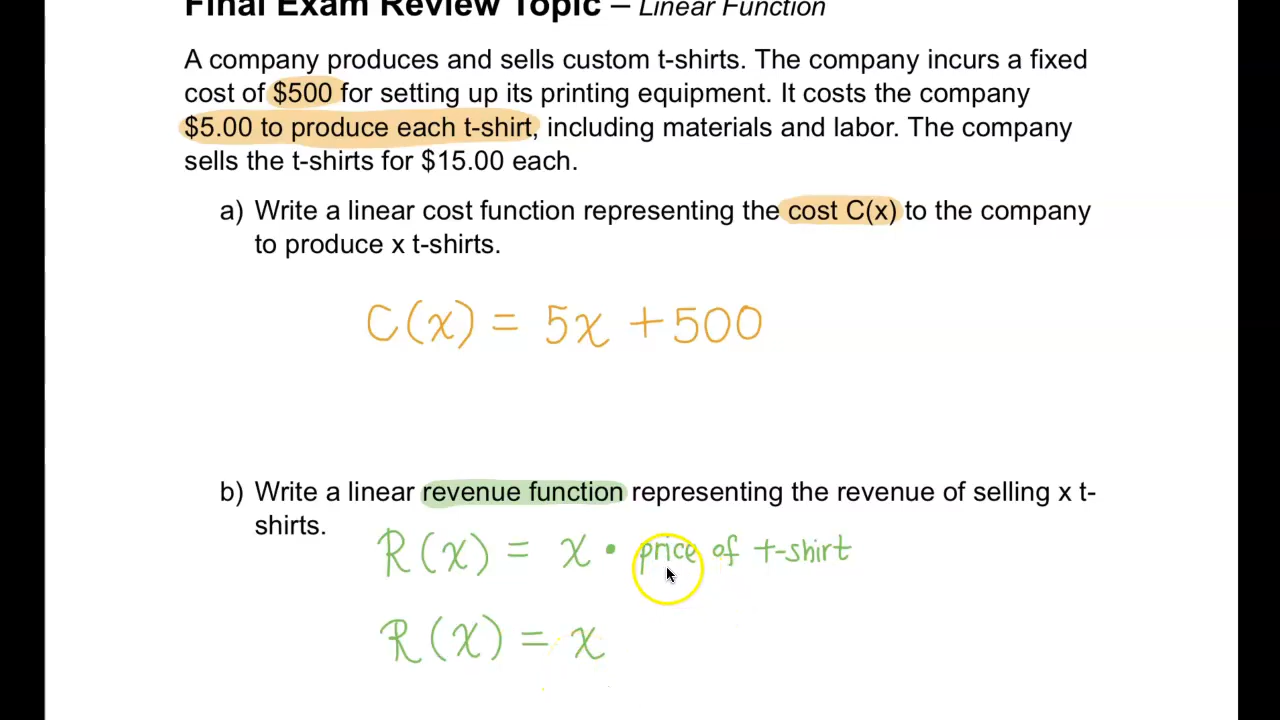 Final Exam Review Topic – Linear Function
A company produces and sells custom t-shirts. The company incurs a fixed
cost of $500 for setting up its printing equipment. It costs the company
$5.00 to produce each t-shirt, including materials and labor. The company
sells the t-shirts for $15.00 each.
a) Write a linear cost function representing the cost C(x) to the company
to produce x t-shirts.
C(x) = 5x + 500
b) Write a linear revenue function representing the revenue of selling x t-
shirts.
R(x) = x · price of t-shirt
R(x) = x